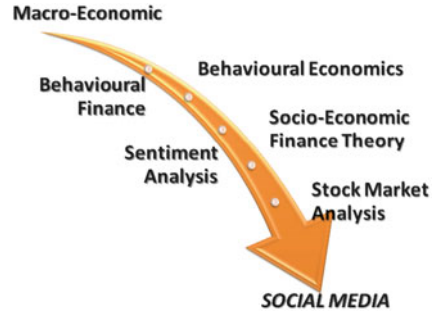 Macro-Economic
Behavioural Economics
Behavioural
Finance
Socio-Economic
Finance Theory
Sentiment
Analysis
Stock Market
Analysis
SOCIAL MEDIA